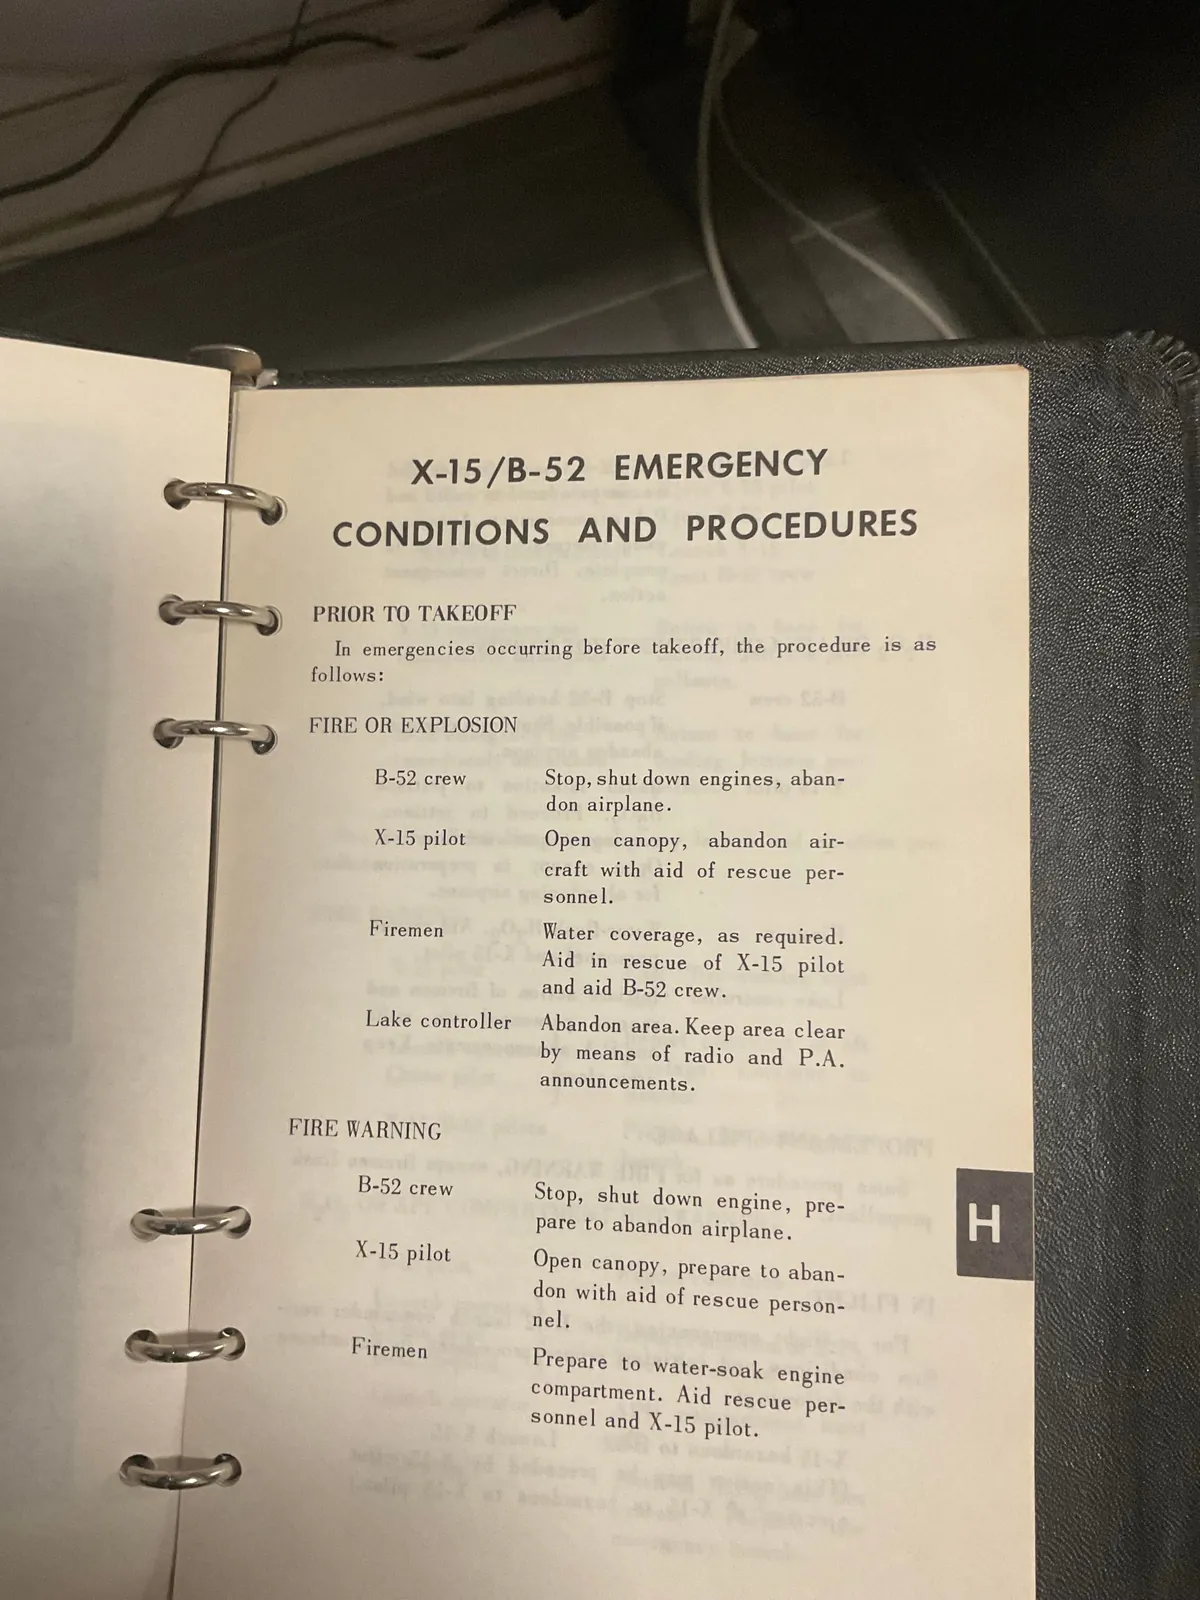 X-15/B-52 EMERGENCY
CONDITIONS AND PROCEDURES
PRIOR TO TAKEOFF
In emergencies occurring before takeoff, the procedure is as
follows:
FIRE OR EXPLOSION
B-52 crew Stop, shut down engines, aban-
don airplane.
X-15 pilot Open canopy, abandon air-
craft with aid of rescue per-
sonnel.
Firemen Water coverage, as required.
Aid in rescue of X-15 pilot
and aid B-52 crew.
Lake controller Abandon area. Keep area clear
by means of radio and P.A.
announcements.
FIRE WARNING
B-52 crew Stop, shut down engine, pre-
pare to abandon airplane.
H
X-15 pilot Open canopy, prepare to aban-
don with aid of rescue person-
nel.
Firemen Prepare to water-soak engine
compartment. Aid rescue per-
sonnel and X-15 pilot.